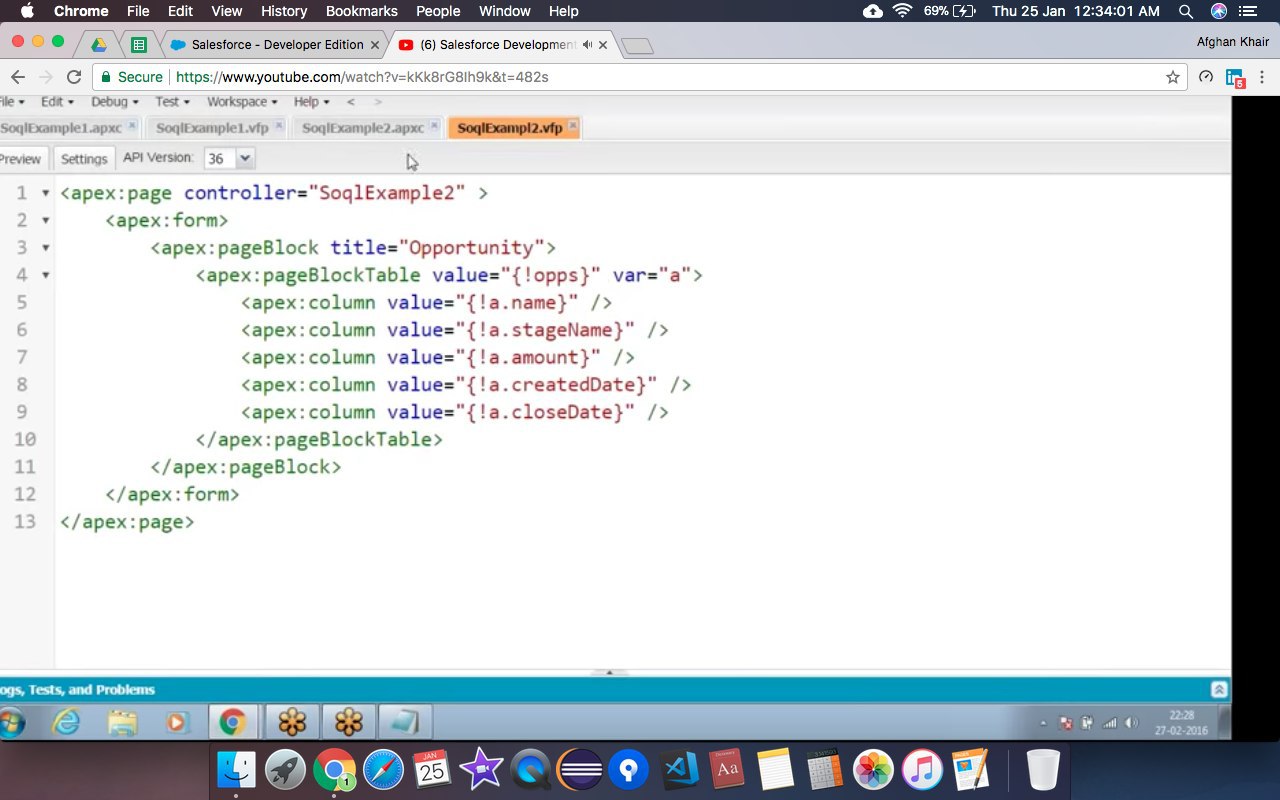 Chrome File Edit View History Bookmarks People Window Help 69% Thu 25 Jan 12:34:01 AM
Salesforce - Developer Edition (6) Salesforce Development Afghan Khair
Secure https://www.youtube.com/watch?v=kKk8rG8lh9k&t=482s 5
ile Edit Debug Test Workspace Help < >
SoqlExample1.apxc SoqlExample1.vfp SoqlExample2.apxc SoqlExampl2.vfp
Preview Settings API Version: 36
1 <apex:page controller="SoqlExample2" >
2 <apex:form>
3 <apex:pageBlock title="Opportunity">
4 <apex:pageBlockTable value="{!opps}" var="a">
5 <apex:column value="{!a.name}" />
6 <apex:column value="{!a.stageName}" />
7 <apex:column value="{!a.amount}" />
8 <apex:column value="{!a.createdDate}" />
9 <apex:column value="{!a.closeDate}" />
10 </apex:pageBlockTable>
11 </apex:pageBlock>
12 </apex:form>
13 </apex:page>
ogs, Tests, and Problems
22:28
27-02-2016
JAN
25
1
Aa